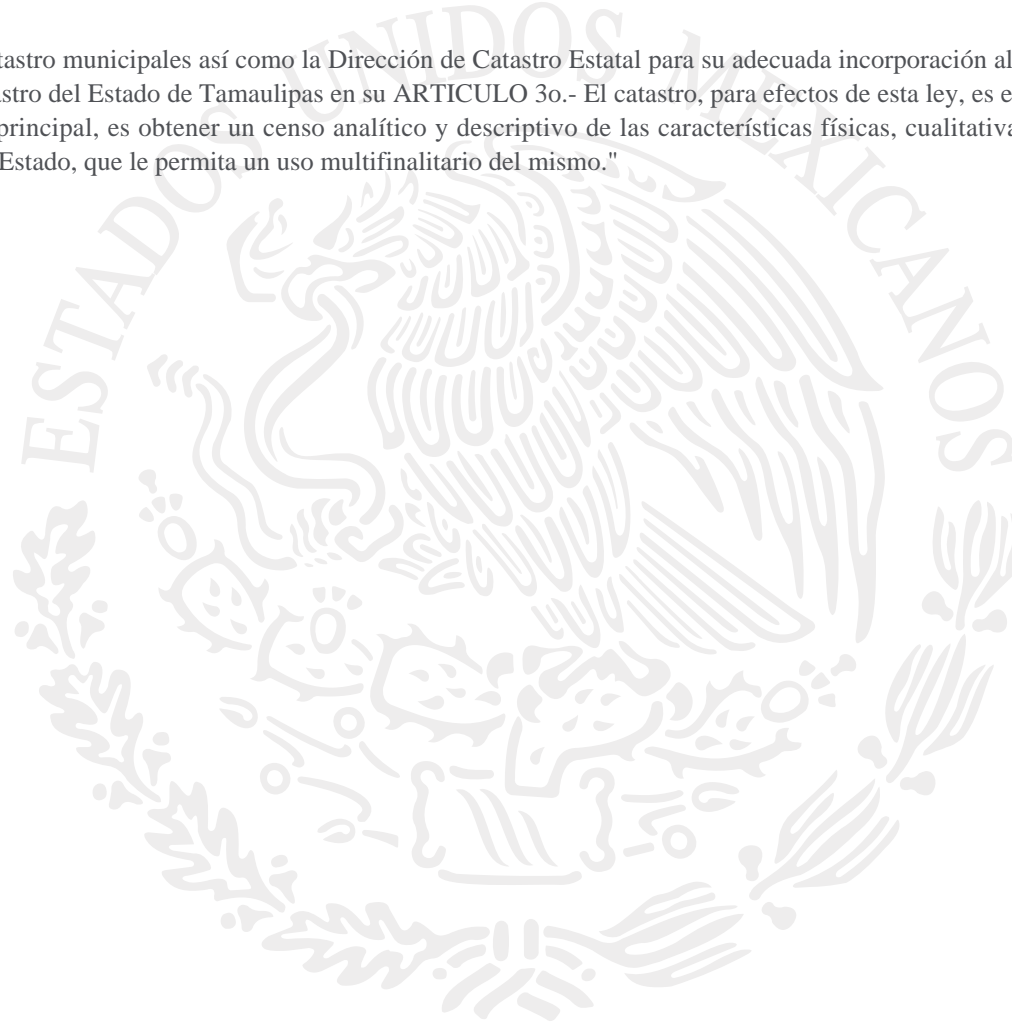 tastro municipales así como la Dirección de Catastro Estatal para su adecuada incorporación al
astro del Estado de Tamaulipas en su ARTICULO 3o.- El catastro, para efectos de esta ley, es e
principal, es obtener un censo analítico y descriptivo de las características físicas, cualitativa
Estado, que le permita un uso multifinalitario del mismo."
ESTADOS UNIDOS MEXICANOS